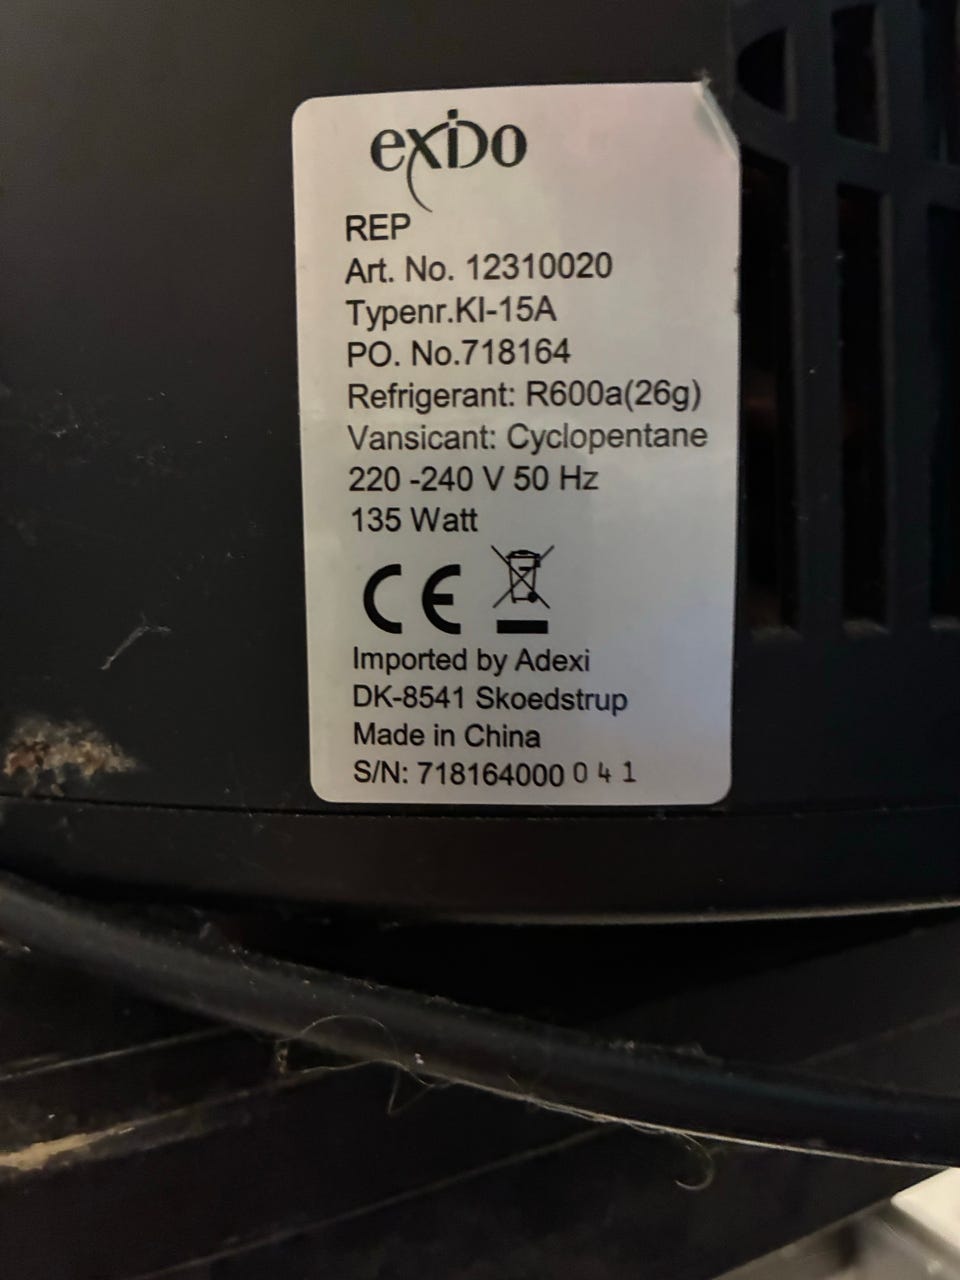 exido
REP
Art. No. 12310020
Typenr.KI-15A
PO. No.718164
Refrigerant: R600a(26g)
Vansicant: Cyclopentane
220 -240 V 50 Hz
135 Watt
CE
Imported by Adexi
DK-8541 Skoedstrup
Made in China
S/N: 718164000 0 4 1